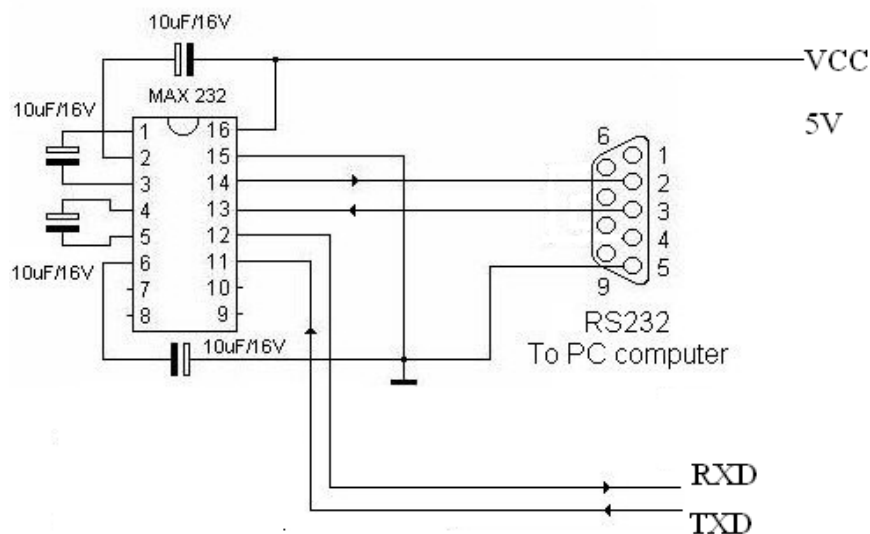 10uF/16V
VCC
MAX 232
10uF/16V
5V
1 16
2 15
3 14
4 13
5 12
6 11
7 10
8 9
10uF/16V
10uF/16V
6
1
2
3
4
5
9
RS232
To PC computer
RXD
TXD